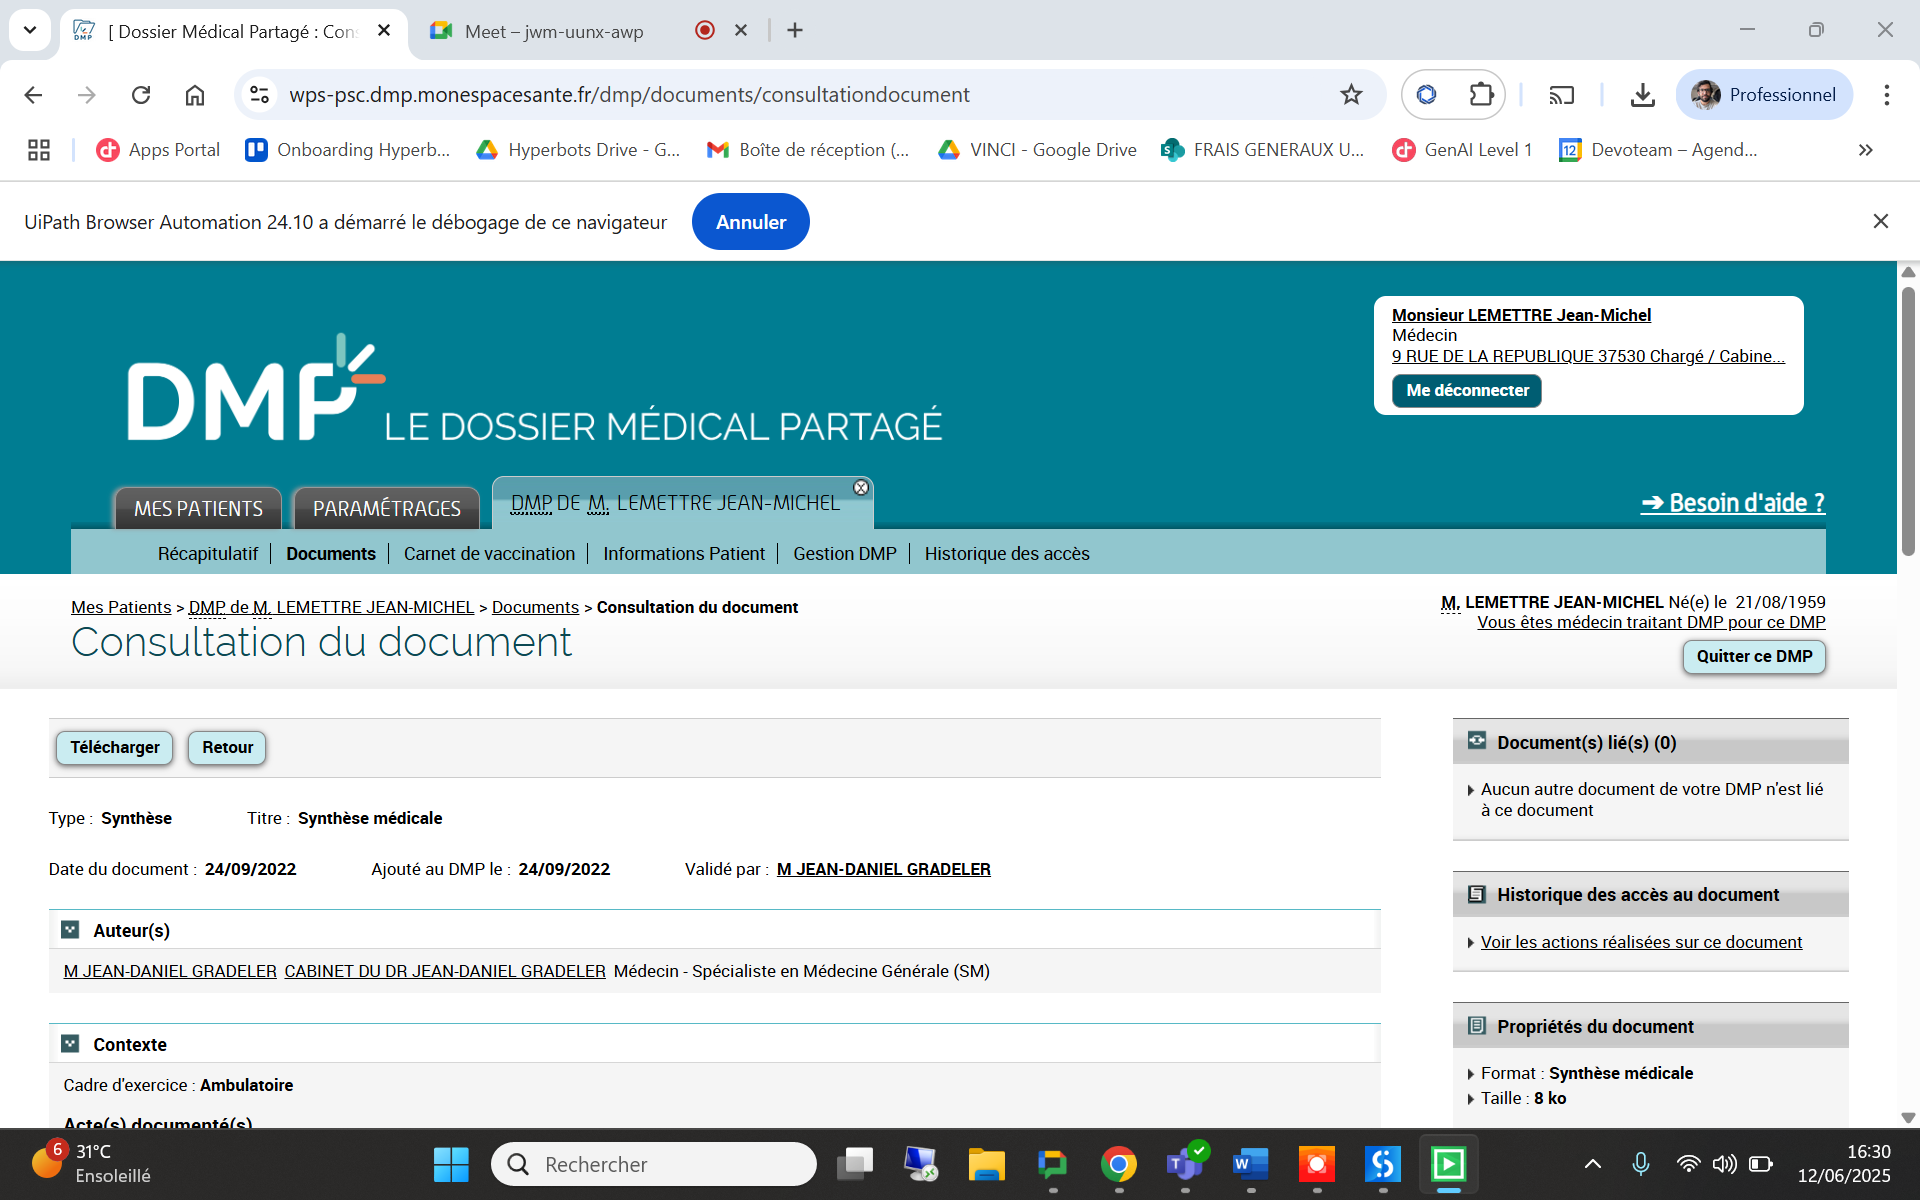 [ Dossier Médical Partagé : Con
Meet – jwm-uunx-awp
wps-psc.dmp.monespacesante.fr/dmp/documents/consultationdocument
Professionnel
Apps Portal
Onboarding Hyperb...
Hyperbots Drive - G...
Boîte de réception (...
VINCI - Google Drive
FRAIS GENERAUX U...
GenAI Level 1
Devoteam – Agend...
UiPath Browser Automation 24.10 a démarré le débogage de ce navigateur
Annuler
Monsieur LEMETTRE Jean-Michel
Médecin
9 RUE DE LA REPUBLIQUE 37530 Chargé / Cabine...
Me déconnecter
DMP LE DOSSIER MÉDICAL PARTAGÉ
MES PATIENTS
PARAMÉTRAGES
DMP DE M. LEMETTRE JEAN-MICHEL
➔ Besoin d'aide ?
Récapitulatif
Documents
Carnet de vaccination
Informations Patient
Gestion DMP
Historique des accès
Mes Patients > DMP de M. LEMETTRE JEAN-MICHEL > Documents > Consultation du document
M. LEMETTRE JEAN-MICHEL Né(e) le 21/08/1959
Vous êtes médecin traitant DMP pour ce DMP
Consultation du document
Quitter ce DMP
Télécharger
Retour
Type : Synthèse
Titre : Synthèse médicale
Date du document : 24/09/2022
Ajouté au DMP le : 24/09/2022
Validé par : M JEAN-DANIEL GRADELER
Auteur(s)
M JEAN-DANIEL GRADELER CABINET DU DR JEAN-DANIEL GRADELER Médecin - Spécialiste en Médecine Générale (SM)
Contexte
Cadre d'exercice : Ambulatoire
Acte(s) documenté(s)
Document(s) lié(s) (0)
Aucun autre document de votre DMP n'est lié
à ce document
Historique des accès au document
Voir les actions réalisées sur ce document
Propriétés du document
Format : Synthèse médicale
Taille : 8 ko
6
31°C
Ensoleillé
Rechercher
16:30
12/06/2025